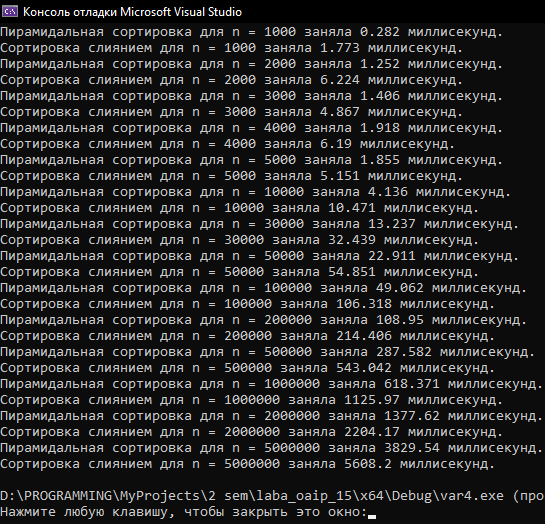 Консоль отладки Microsoft Visual Studio
Пирамидальная сортировка для n = 1000 заняла 0.282 миллисекунд.
Сортировка слиянием для n = 1000 заняла 1.773 миллисекунд.
Пирамидальная сортировка для n = 2000 заняла 1.252 миллисекунд.
Сортировка слиянием для n = 2000 заняла 6.224 миллисекунд.
Пирамидальная сортировка для n = 3000 заняла 1.406 миллисекунд.
Сортировка слиянием для n = 3000 заняла 4.867 миллисекунд.
Пирамидальная сортировка для n = 4000 заняла 1.918 миллисекунд.
Сортировка слиянием для n = 4000 заняла 6.19 миллисекунд.
Пирамидальная сортировка для n = 5000 заняла 1.855 миллисекунд.
Сортировка слиянием для n = 5000 заняла 5.151 миллисекунд.
Пирамидальная сортировка для n = 10000 заняла 4.136 миллисекунд.
Сортировка слиянием для n = 10000 заняла 10.471 миллисекунд.
Пирамидальная сортировка для n = 30000 заняла 13.237 миллисекунд.
Сортировка слиянием для n = 30000 заняла 32.439 миллисекунд.
Пирамидальная сортировка для n = 50000 заняла 22.911 миллисекунд.
Сортировка слиянием для n = 50000 заняла 54.851 миллисекунд.
Пирамидальная сортировка для n = 100000 заняла 49.062 миллисекунд.
Сортировка слиянием для n = 100000 заняла 106.318 миллисекунд.
Пирамидальная сортировка для n = 200000 заняла 108.95 миллисекунд.
Сортировка слиянием для n = 200000 заняла 214.406 миллисекунд.
Пирамидальная сортировка для n = 500000 заняла 287.582 миллисекунд.
Сортировка слиянием для n = 500000 заняла 543.042 миллисекунд.
Пирамидальная сортировка для n = 1000000 заняла 618.371 миллисекунд.
Сортировка слиянием для n = 1000000 заняла 1125.97 миллисекунд.
Пирамидальная сортировка для n = 2000000 заняла 1377.62 миллисекунд.
Сортировка слиянием для n = 2000000 заняла 2204.17 миллисекунд.
Пирамидальная сортировка для n = 5000000 заняла 3829.54 миллисекунд.
Сортировка слиянием для n = 5000000 заняла 5608.2 миллисекунд.
D:\PROGRAMMING\MyProjects\2 sem\laba_oaip_15\x64\Debug\var4.exe (про
Нажмите любую клавишу, чтобы закрыть это окно: